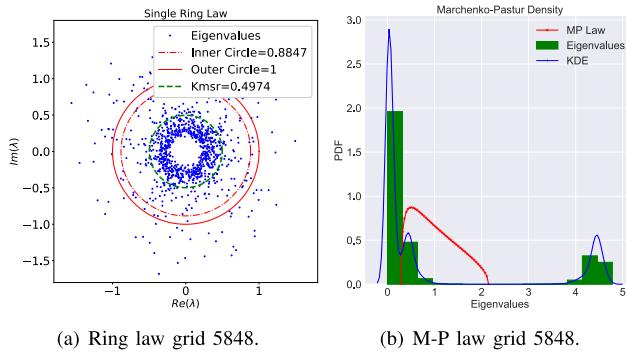 Single Ring Law
Eigenvalues
Inner Circle=0.8847
Outer Circle=1
Kmsr=0.4974
1.5
1.0
0.5
0.0
−0.5
−1.0
−1.5
Im(λ)
−1
0
1
Re(λ)
(a) Ring law grid 5848.
Marchenko-Pastur Density
MP Law
Eigenvalues
KDE
3.0
2.5
2.0
1.5
1.0
0.5
0.0
PDF
0
1
2
3
4
5
Eigenvalues
(b) M-P law grid 5848.